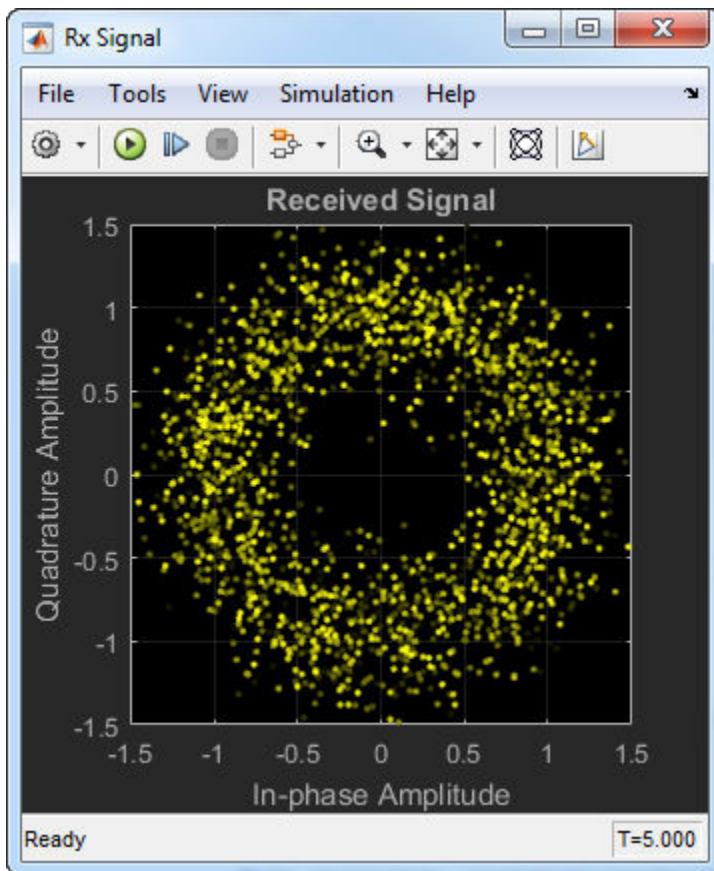 Rx Signal
File Tools View Simulation Help
Received Signal
1.5
1
0.5
0
-0.5
-1
-1.5
Quadrature Amplitude
-1.5 -1 -0.5 0 0.5 1 1.5
In-phase Amplitude
Ready T=5.000